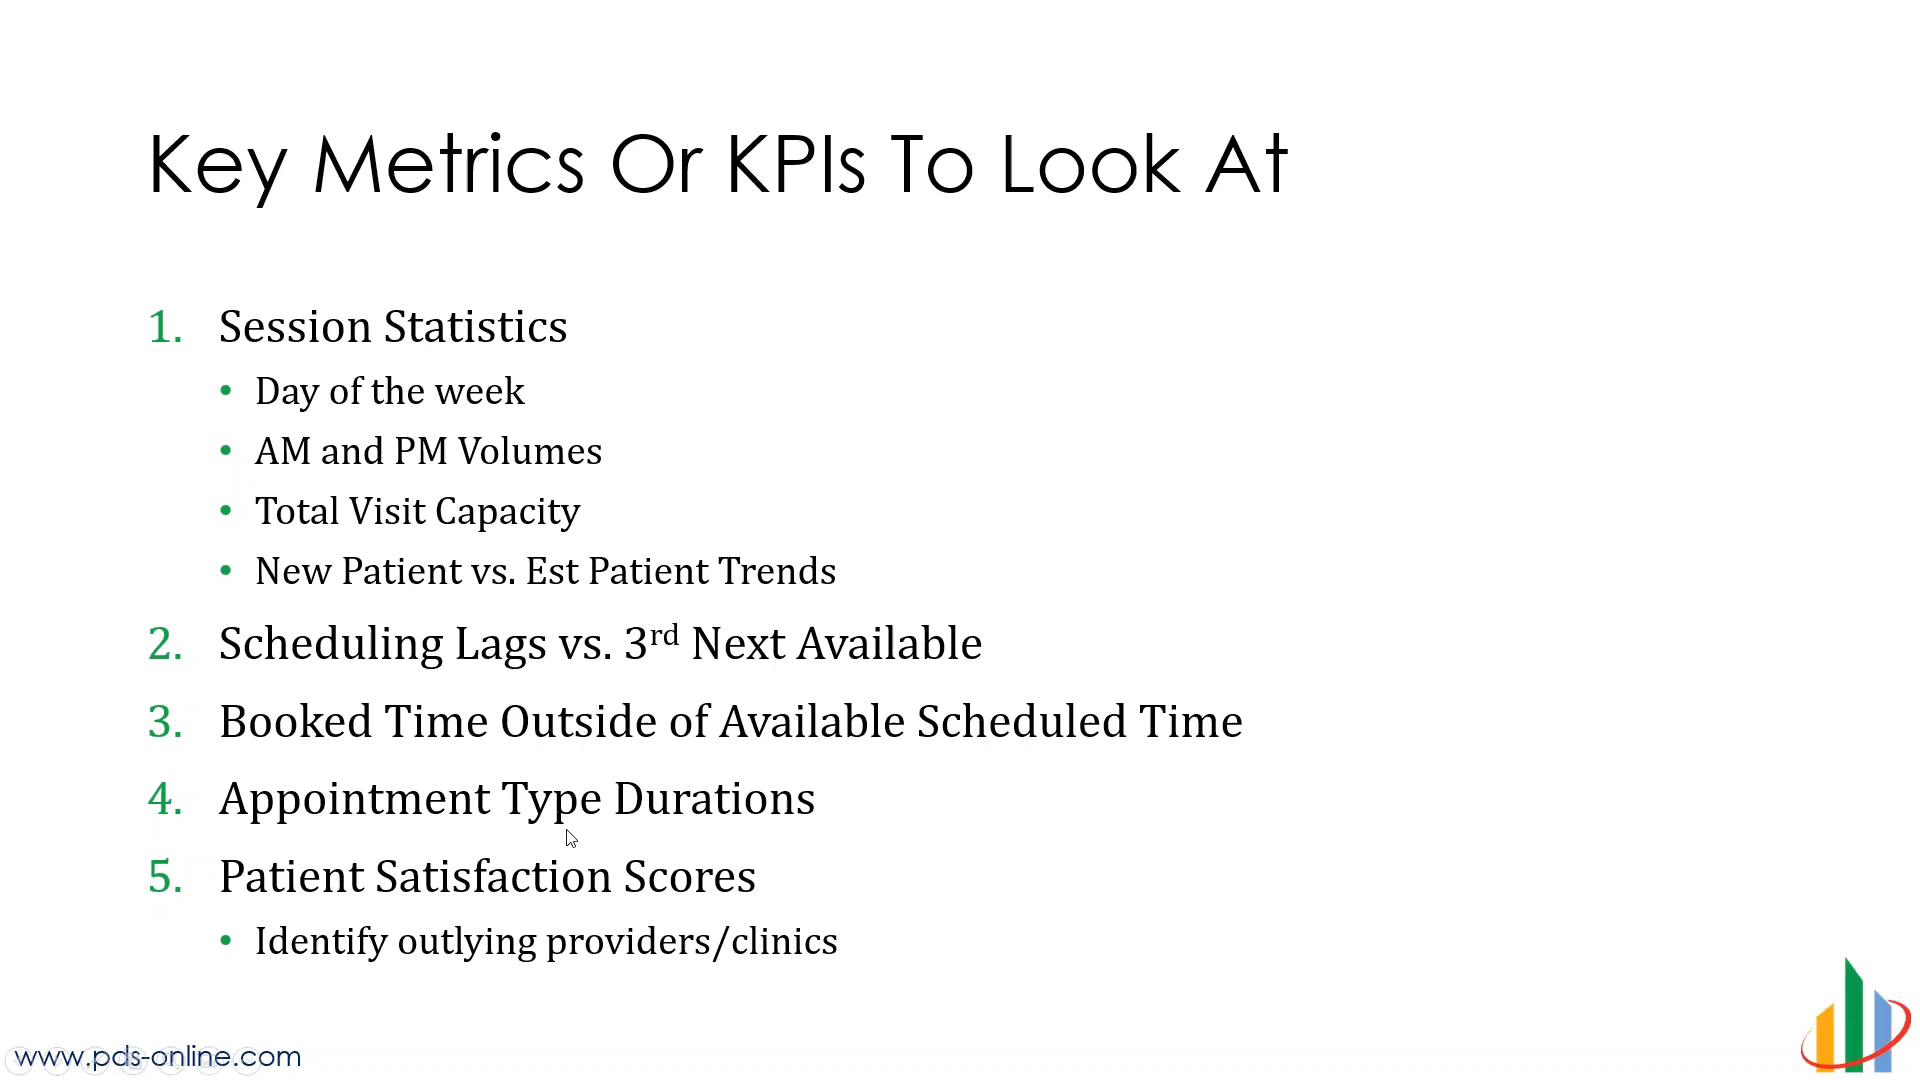 Key Metrics Or KPIs To Look At
1. Session Statistics
• Day of the week
• AM and PM Volumes
• Total Visit Capacity
• New Patient vs. Est Patient Trends
2. Scheduling Lags vs. 3rd Next Available
3. Booked Time Outside of Available Scheduled Time
4. Appointment Type Durations
5. Patient Satisfaction Scores
• Identify outlying providers/clinics
www.pds-online.com